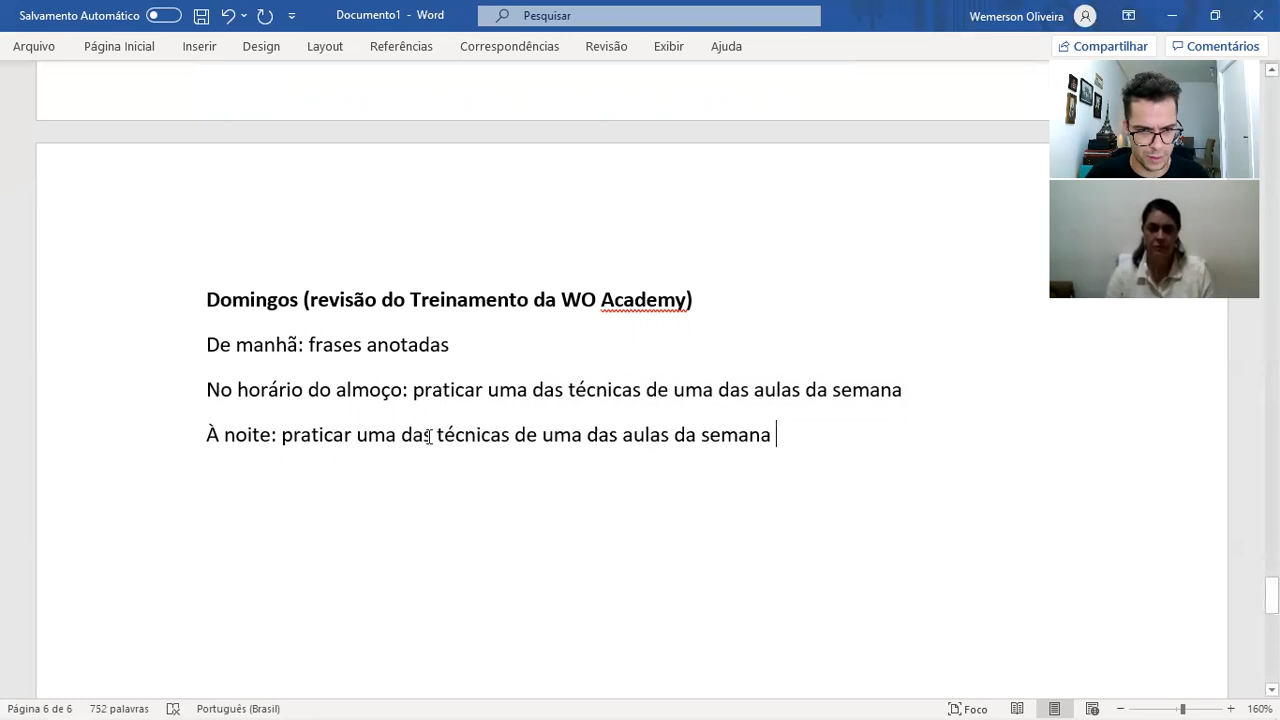 Salvamento Automático
Documento1 - Word
Pesquisar
Wemerson Oliveira
Arquivo Página Inicial Inserir Design Layout Referências Correspondências Revisão Exibir Ajuda
Compartilhar Comentários
Domingos (revisão do Treinamento da WO Academy)
De manhã: frases anotadas
No horário do almoço: praticar uma das técnicas de uma das aulas da semana
À noite: praticar uma das técnicas de uma das aulas da semana
Página 6 de 6 752 palavras Português (Brasil) Foco 160%